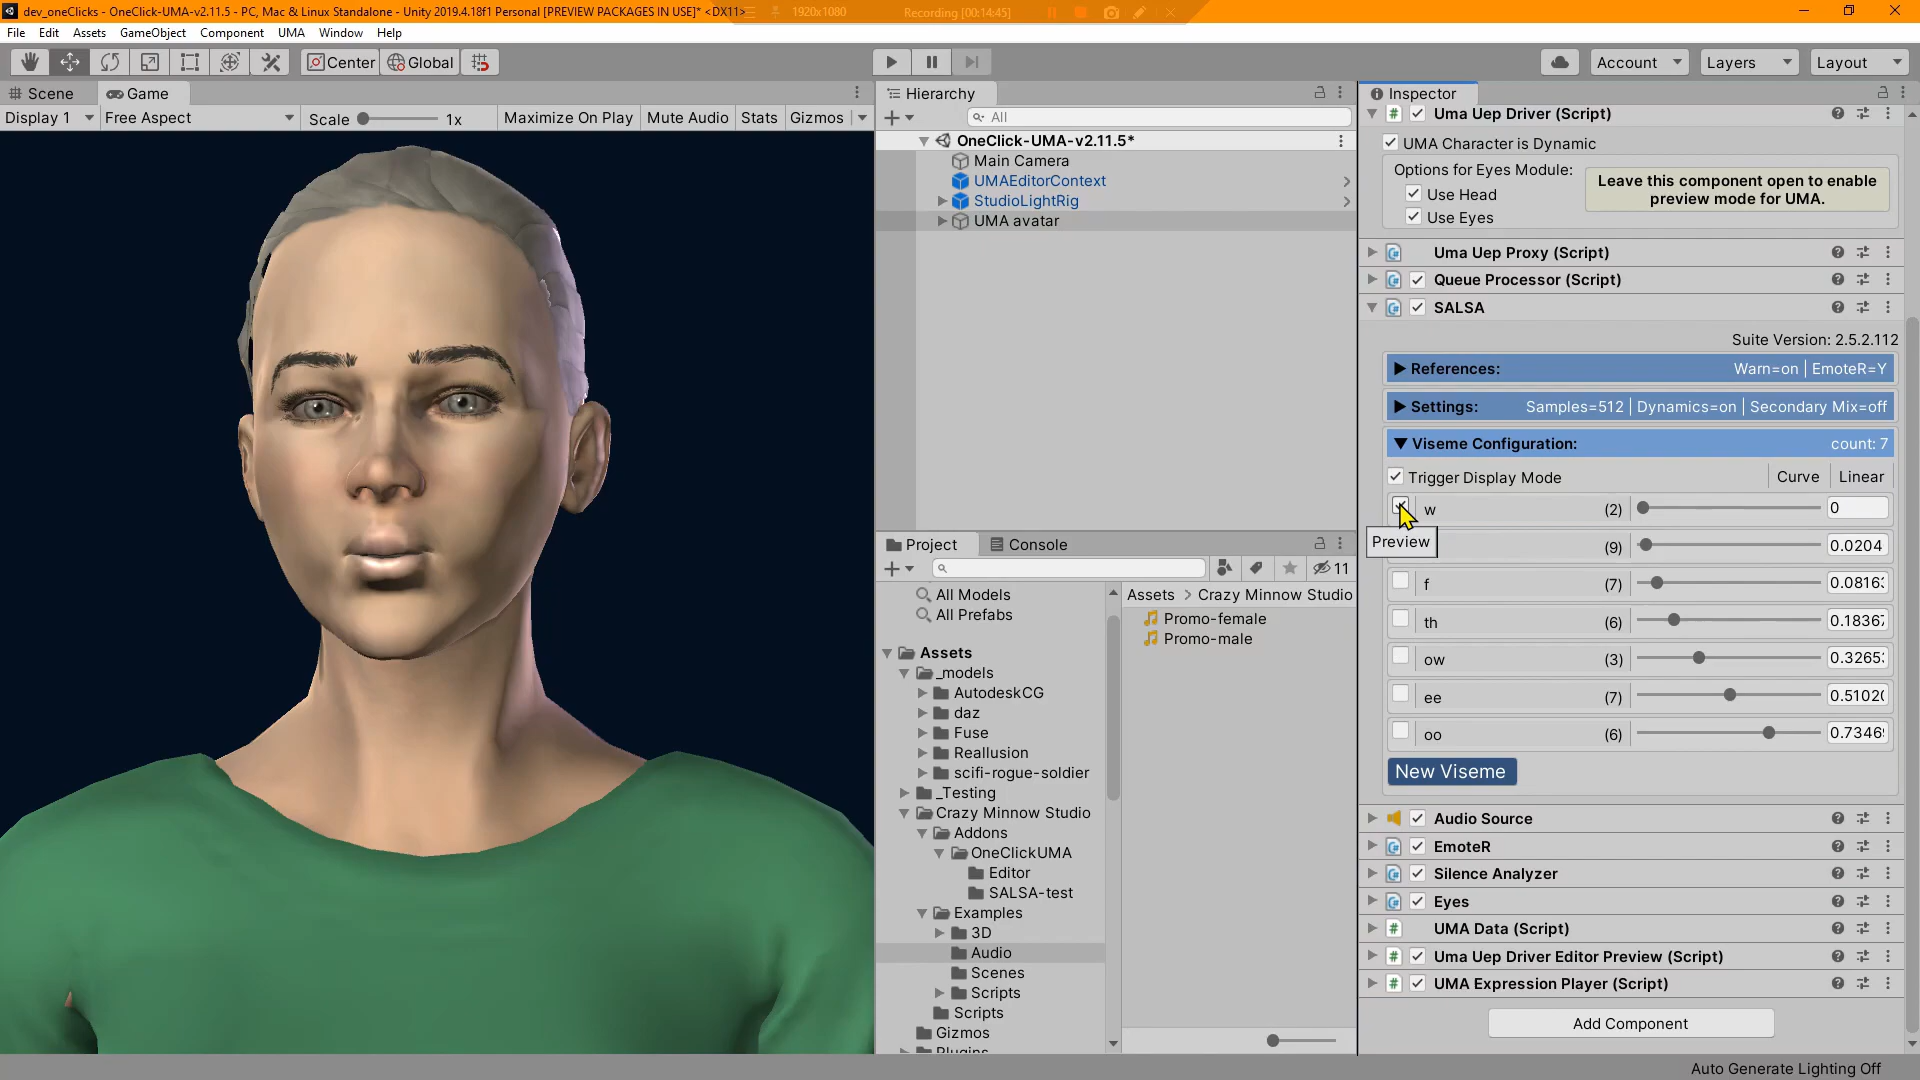 dev_oneClicks - OneClick-UMA-v2.11.5 - PC, Mac & Linux Standalone - Unity 2019.4.18f1 Personal [PREVIEW PACKAGES IN USE]* <DX11>
1920x1080
Recording [00:14:45]
File Edit Assets GameObject Component UMA Window Help
Center Global
Account Layers Layout
Scene Game
Display 1 Free Aspect Scale 1x Maximize On Play Mute Audio Stats Gizmos
Hierarchy
All
OneClick-UMA-v2.11.5*
Main Camera
UMAEditorContext
StudioLightRig
UMA avatar
Project Console
11
All Models
All Prefabs
Assets
_models
AutodeskCG
daz
Fuse
Reallusion
scifi-rogue-soldier
_Testing
Crazy Minnow Studio
Addons
OneClickUMA
Editor
SALSA-test
Examples
3D
Audio
Scenes
Scripts
Scripts
Gizmos
Plugins
Assets > Crazy Minnow Studio
Promo-female
Promo-male
Inspector
Uma Uep Driver (Script)
UMA Character is Dynamic
Options for Eyes Module:
Use Head
Use Eyes
Leave this component open to enable
preview mode for UMA.
Uma Uep Proxy (Script)
Queue Processor (Script)
SALSA
Suite Version: 2.5.2.112
References: Warn=on | EmoteR=Y
Settings: Samples=512 | Dynamics=on | Secondary Mix=off
Viseme Configuration: count: 7
Trigger Display Mode Curve Linear
w (2) 0
Preview
(9) 0.0204
f (7) 0.0816
th (6) 0.1836
ow (3) 0.3265
ee (7) 0.5102
oo (6) 0.7346
New Viseme
Audio Source
EmoteR
Silence Analyzer
Eyes
UMA Data (Script)
Uma Uep Driver Editor Preview (Script)
UMA Expression Player (Script)
Add Component
Auto Generate Lighting Off